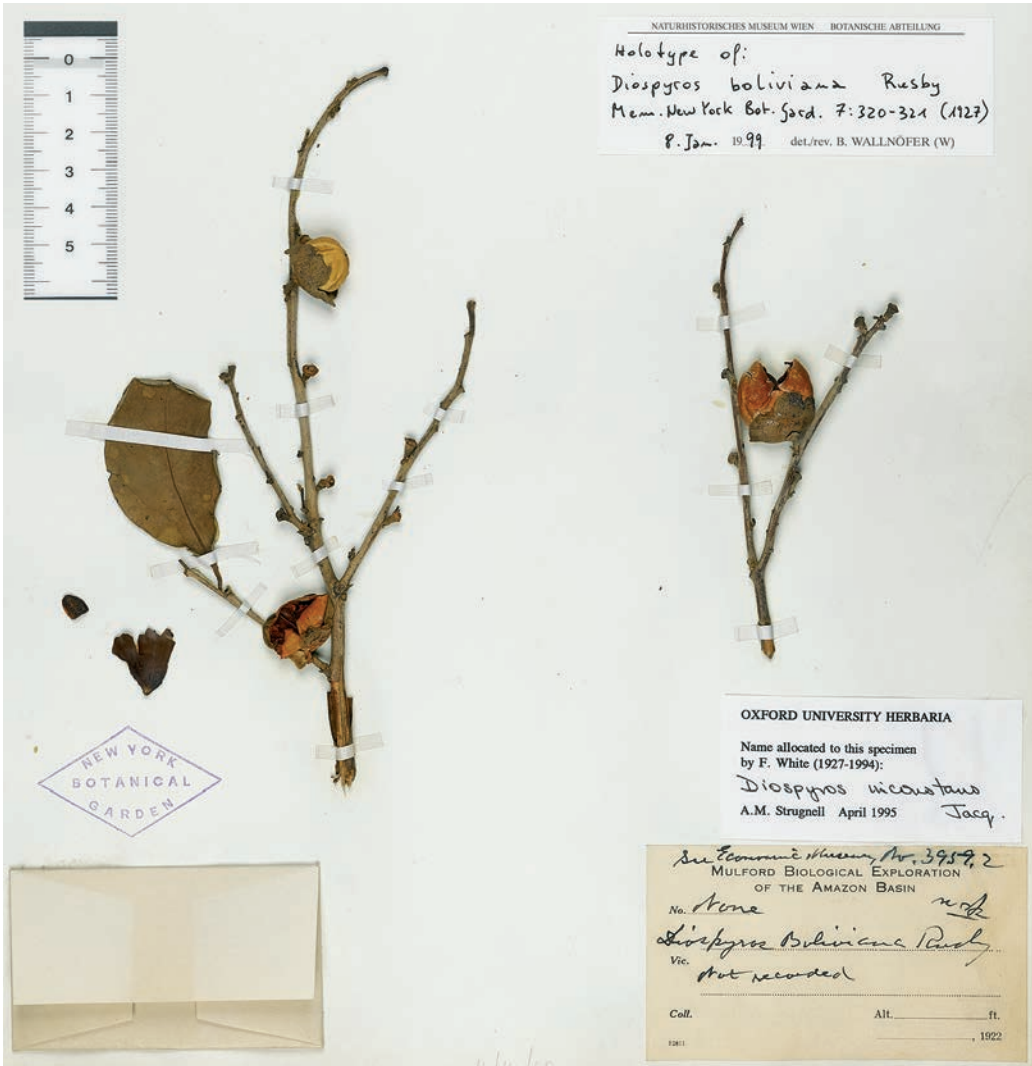 0
1
2
3
4
5
NATURHISTORISCHES MUSEUM WIEN BOTANISCHE ABTEILUNG
Holotype of:
Diospyros boliviana Rusby
Mem. New York Bot. Gard. 7:320-321 (1927)
8. Jan. 1999 det./rev. B. WALLNÖFER (W)
NEW YORK
BOTANICAL
GARDEN
OXFORD UNIVERSITY HERBARIA
Name allocated to this specimen
by F. White (1927-1994):
Diospyros inconstans
A.M. Strugnell April 1995 Jacq.
See Economic Museum, No. 3959.2
MULFORD BIOLOGICAL EXPLORATION
OF THE AMAZON BASIN
No. None
Diospyros Boliviana Rusby
Vic. Not recorded
Coll. Alt. ft.
, 1922